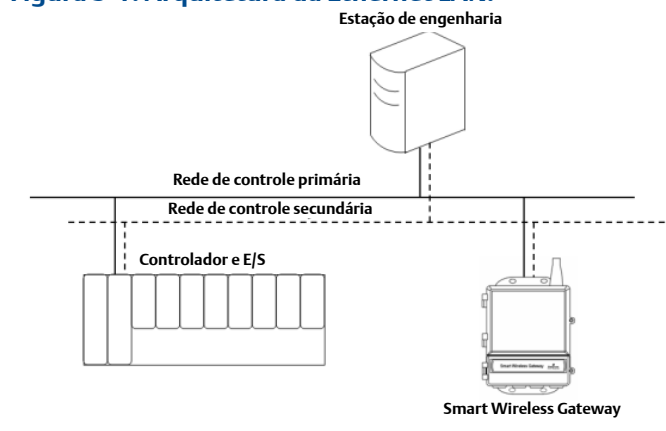 Estação de engenharia
Rede de controle primária
Rede de controle secundária
Controlador e E/S
Smart Wireless Gateway
Smart Wireless Gateway